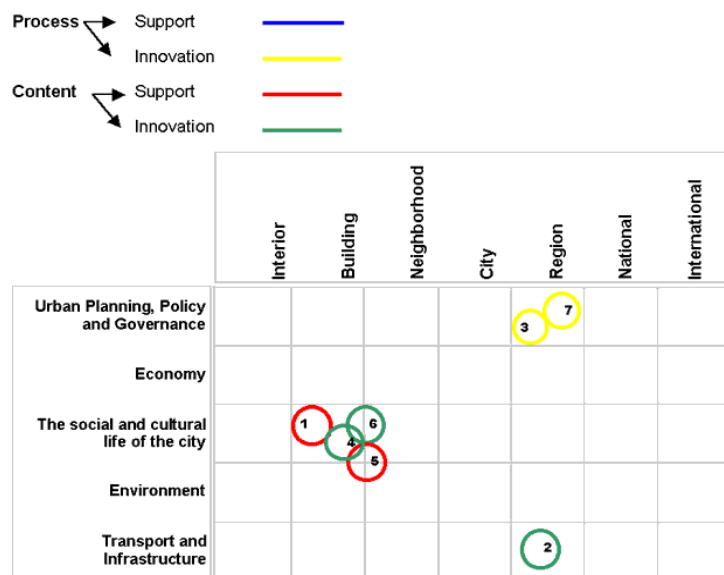 Process Support
Innovation
Content Support
Innovation
Interior
Building
Neighborhood
City
Region
National
International
Urban Planning, Policy
and Governance
7
3
Economy
The social and cultural
life of the city
1
6
4
5
Environment
Transport and
Infrastructure
2